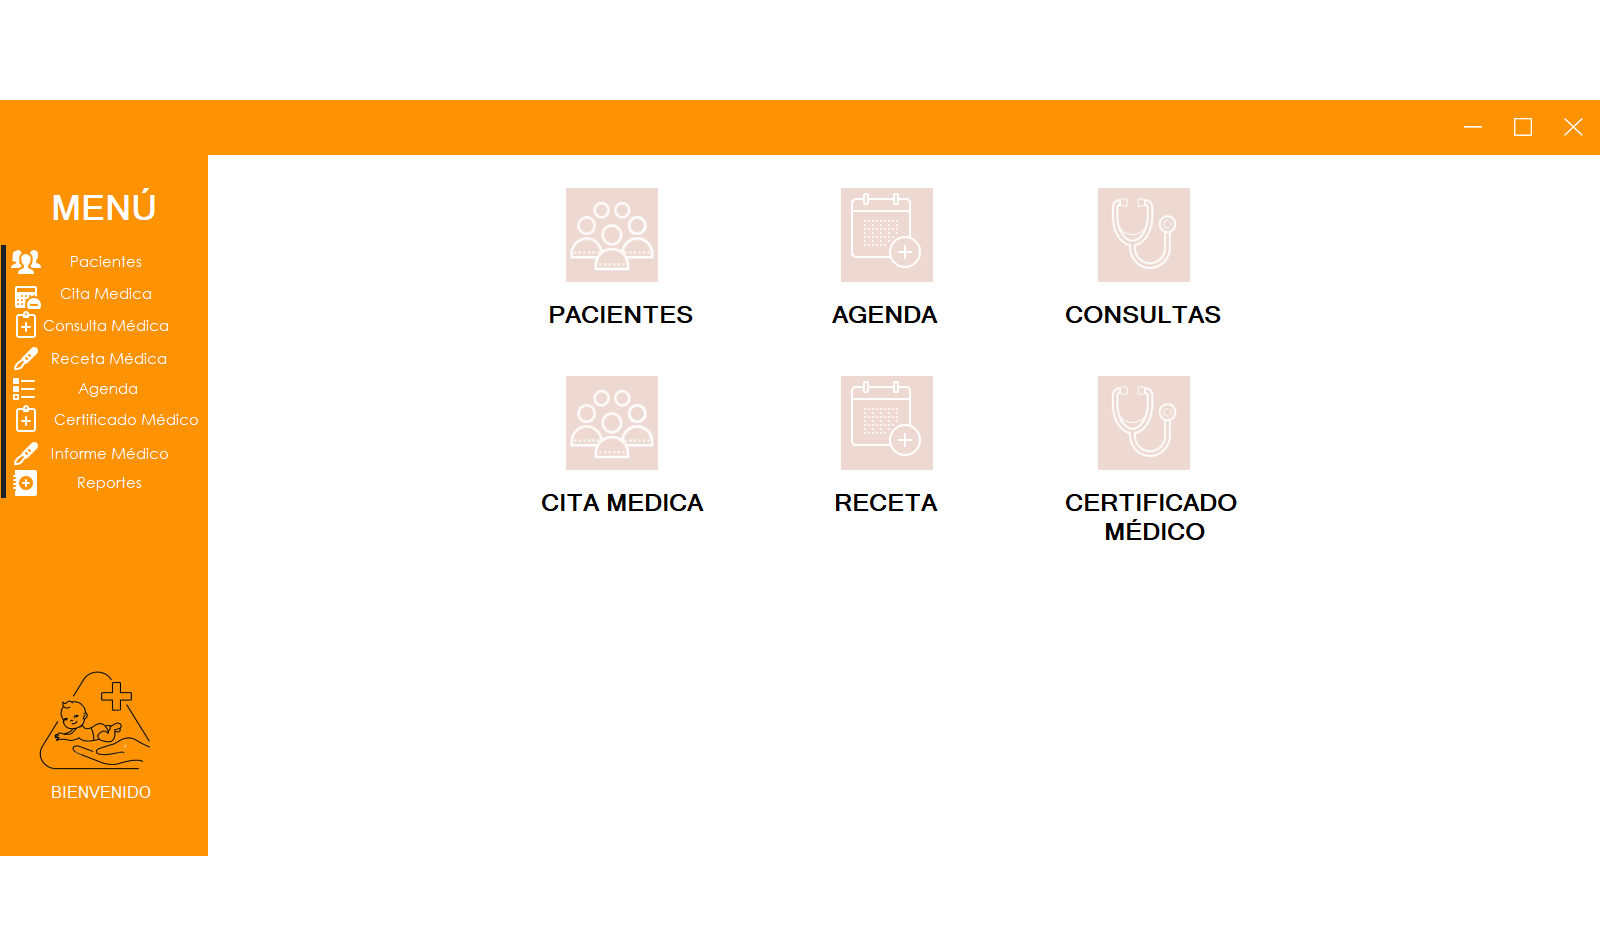 MENÚ
Pacientes
Cita Medica
Consulta Médica
Receta Médica
Agenda
Certificado Médico
Informe Médico
Reportes
BIENVENIDO
PACIENTES
AGENDA
CONSULTAS
CITA MEDICA
RECETA
CERTIFICADO
MÉDICO